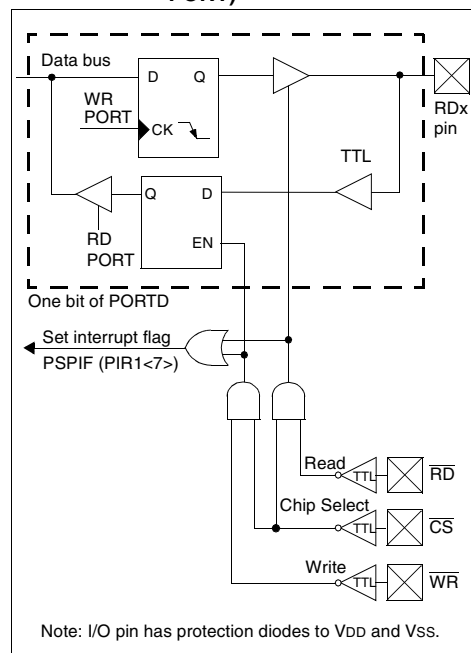 Data bus
D
Q
WR
PORT
CK
RDx
pin
TTL
Q
D
EN
RD
PORT
One bit of PORTD
Set interrupt flag
PSPIF (PIR1<7>)
Read
TTL
RD
Chip Select
TTL
CS
Write
TTL
WR
Note: I/O pin has protection diodes to VDD and VSS.